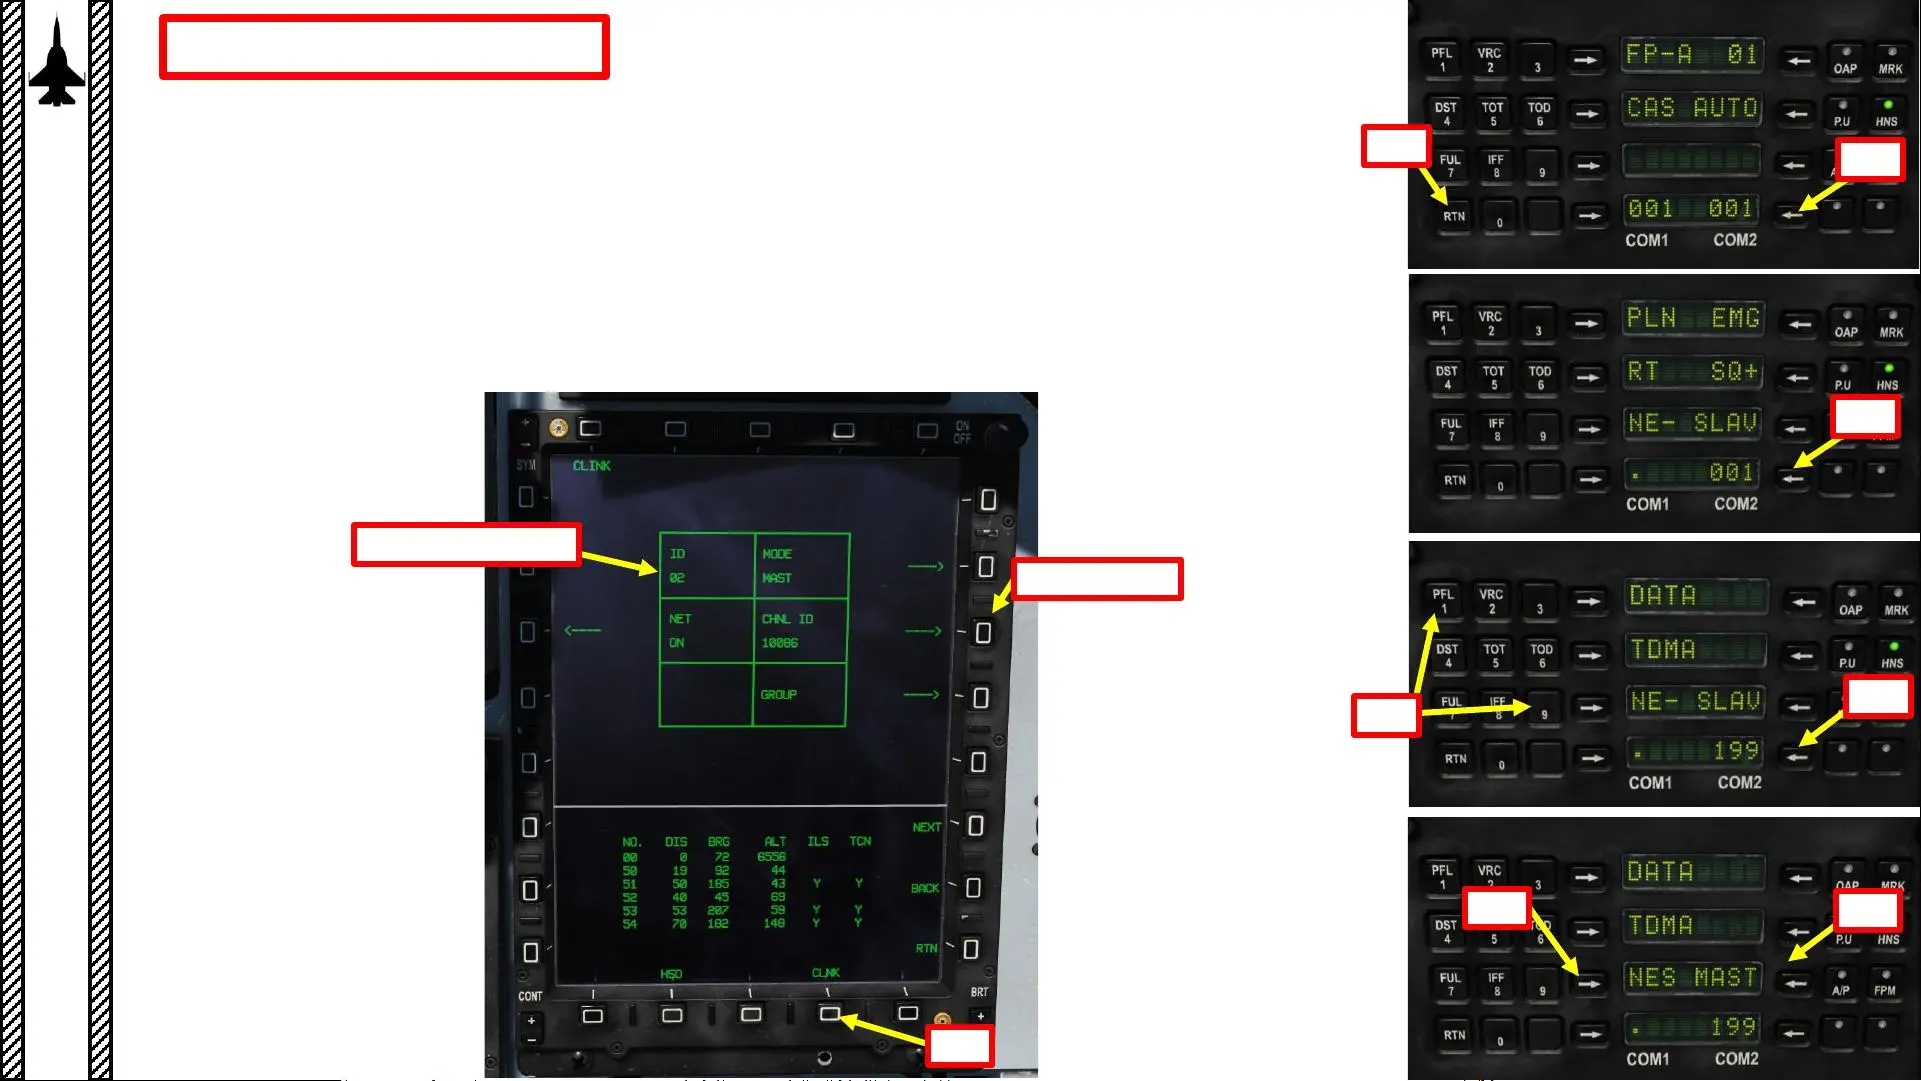 PFL 1 VRC 2 3 FP-A 01 OAP MRK
DST 4 TOT 5 TOD 6 CAS AUTO P.U HNS
FUL 7 IFF 8 9
RTN 0 001 001
COM1 COM2
PFL 1 VRC 2 3 PLN EMG OAP MRK
DST 4 TOT 5 TOD 6 RT SQ+ P.U HNS
FUL 7 IFF 8 9 NE- SLAV
RTN 0 . 001
COM1 COM2
PFL 1 VRC 2 3 DATA OAP MRK
DST 4 TOT 5 TOD 6 TDMA P.U HNS
FUL 7 IFF 8 9 NE- SLAV
RTN 0 . 199
COM1 COM2
PFL 1 VRC 2 3 DATA OAP MRK
DST 4 5 6 TDMA P.U HNS
FUL 7 IFF 8 9 NES MAST A/P FPM
RTN 0 . 199
COM1 COM2
ON
OFF
SYM
CLINK
ID MODE
02 MAST
NET CHNL ID
ON 10086
GROUP
NEXT
NO. DIS BRG ALT ILS TCN
00 0 72 6556
50 19 92 44
51 50 185 43 Y Y
52 40 45 69
53 53 207 59 Y Y
54 70 182 148 Y Y
BACK
RTN
HSD CLNK
CONT BRT